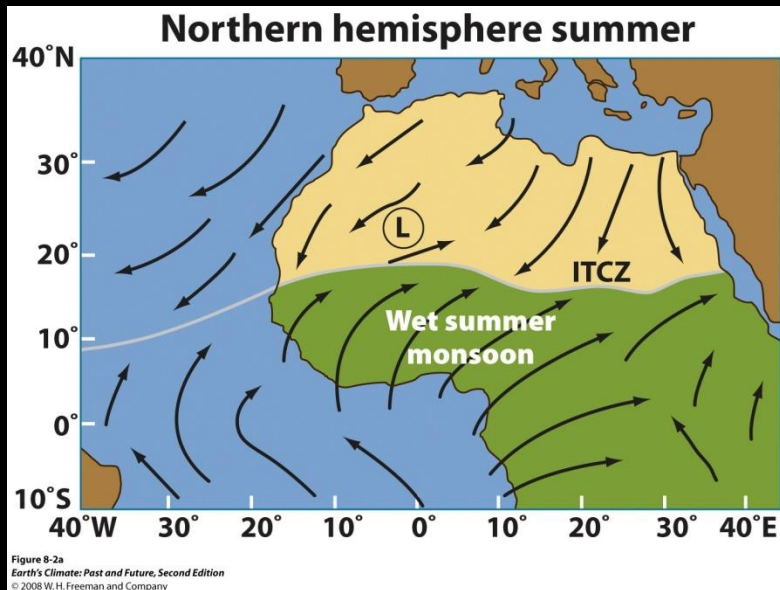 Northern hemisphere summer
40°N
30°
20°
10°
0°
10°S
L
ITCZ
Wet summer
monsoon
40°W 30° 20° 10° 0° 10° 20° 30° 40°E
Figure 8-2a
Earth's Climate: Past and Future, Second Edition
© 2008 W. H. Freeman and Company